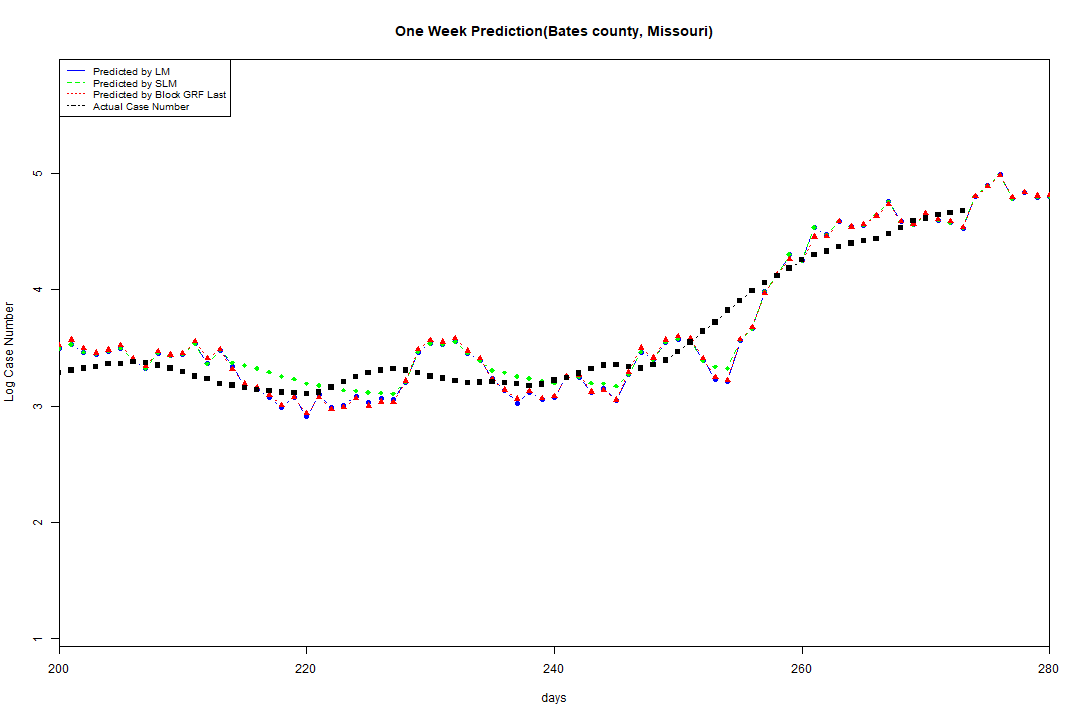 One Week Prediction(Bates county, Missouri)
Predicted by LM
Predicted by SLM
Predicted by Block GRF Last
Actual Case Number
5
4
3
2
1
Log Case Number
200 220 240 260 280
days